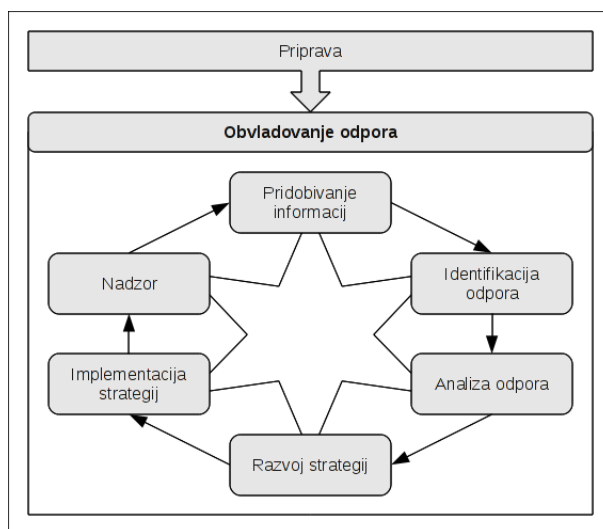 Priprava
Obvladovanje odpora
Pridobivanje
informacij
Identifikacija
odpora
Analiza odpora
Razvoj strategij
Implementacija
strategij
Nadzor